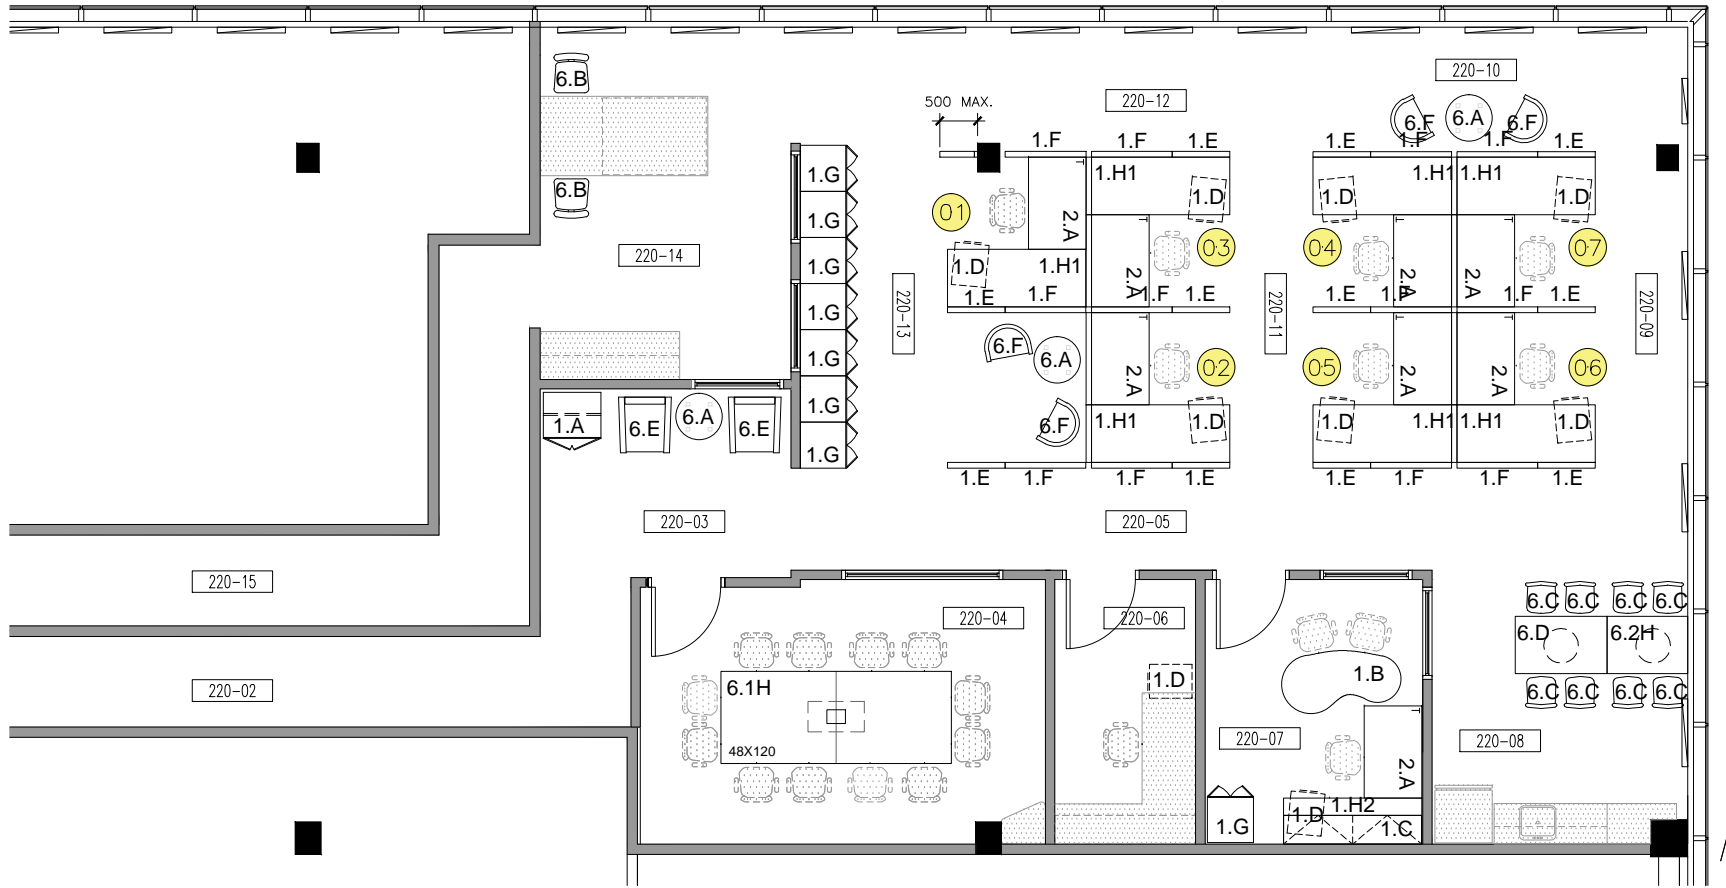 220-10
6.B
500 MAX.
220-12
6.F
6.A
6.F
1.F
1.F
1.E
1.E
1.F
1.F
1.E
1.G
1.H1
1.H1
1.H1
6.B
1.D
1.D
1.D
01
2.A
1.G
220-14
03
04
07
1.G
1.D
1.H1
2.A
2.A
2.A
1.E
1.F
1.F
1.E
1.E
1.F
1.F
1.E
1.G
220-13
220-11
220-09
6.F
6.A
1.G
02
05
06
2.A
2.A
2.A
1.G
1.A
6.E
6.A
6.E
6.F
1.H1
1.D
1.D
1.H1
1.H1
1.D
1.G
1.E
1.F
1.F
1.E
1.E
1.F
1.F
1.E
220-03
220-05
220-15
6.C
6.C
6.C
6.C
220-04
220-06
6.D
6.2H
220-02
6.1H
1.D
1.B
6.C
6.C
6.C
6.C
48X120
220-07
220-08
2.A
1.G
1.D
1.H2
1.C